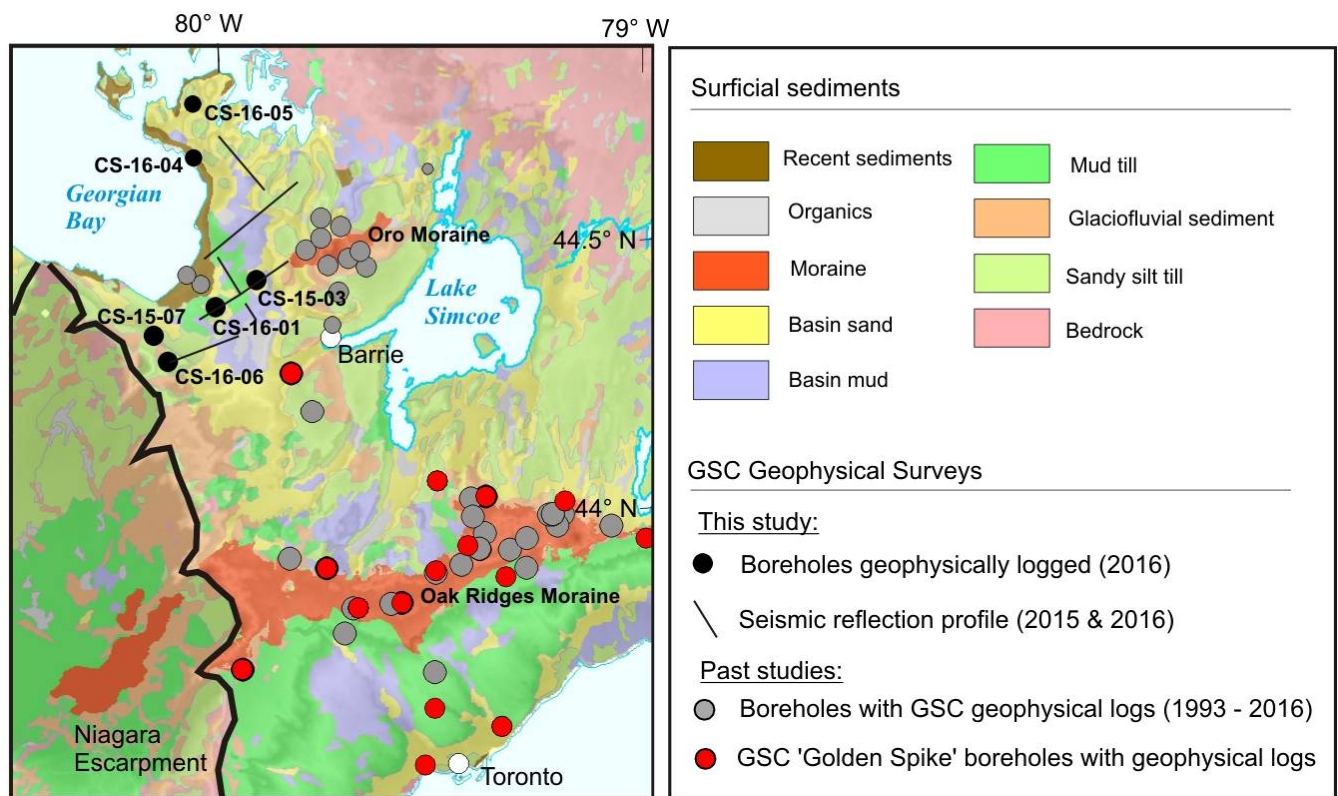 80° W
79° W
CS-16-05
CS-16-04
Georgian
Bay
Oro Moraine
44.5° N
CS-15-03
Lake
Simcoe
CS-15-07
CS-16-01
Barrie
CS-16-06
44° N
Oak Ridges Moraine
Niagara
Escarpment
Toronto
Surficial sediments
Recent sediments
Organics
Moraine
Basin sand
Basin mud
Mud till
Glaciofluvial sediment
Sandy silt till
Bedrock
GSC Geophysical Surveys
This study:
Boreholes geophysically logged (2016)
Seismic reflection profile (2015 & 2016)
Past studies:
Boreholes with GSC geophysical logs (1993 - 2016)
GSC 'Golden Spike' boreholes with geophysical logs